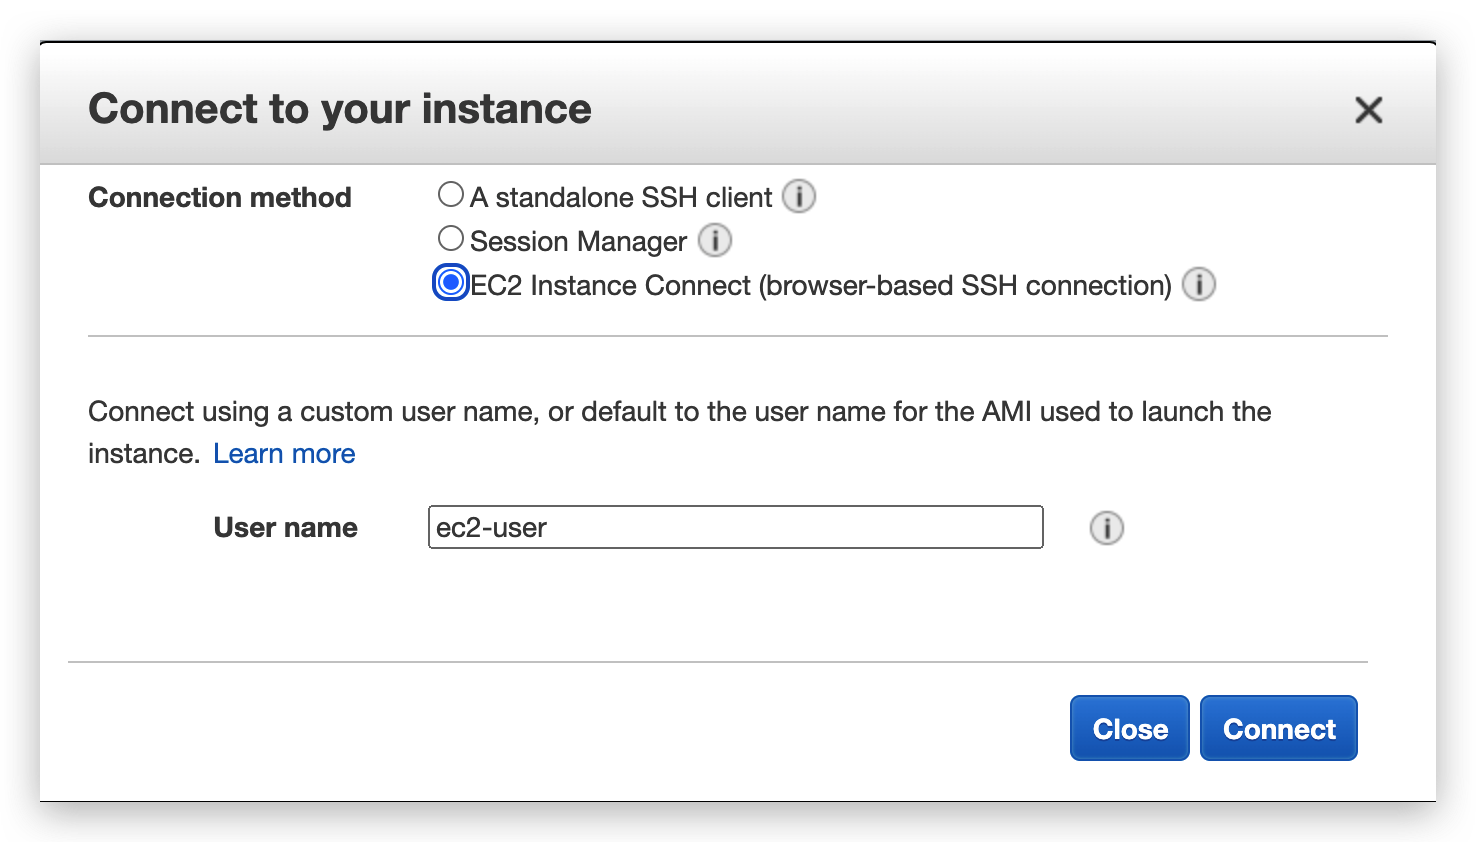 Connect to your instance
Connection method
A standalone SSH client
Session Manager
EC2 Instance Connect (browser-based SSH connection)
Connect using a custom user name, or default to the user name for the AMI used to launch the
instance. Learn more
User name
ec2-user
Close
Connect